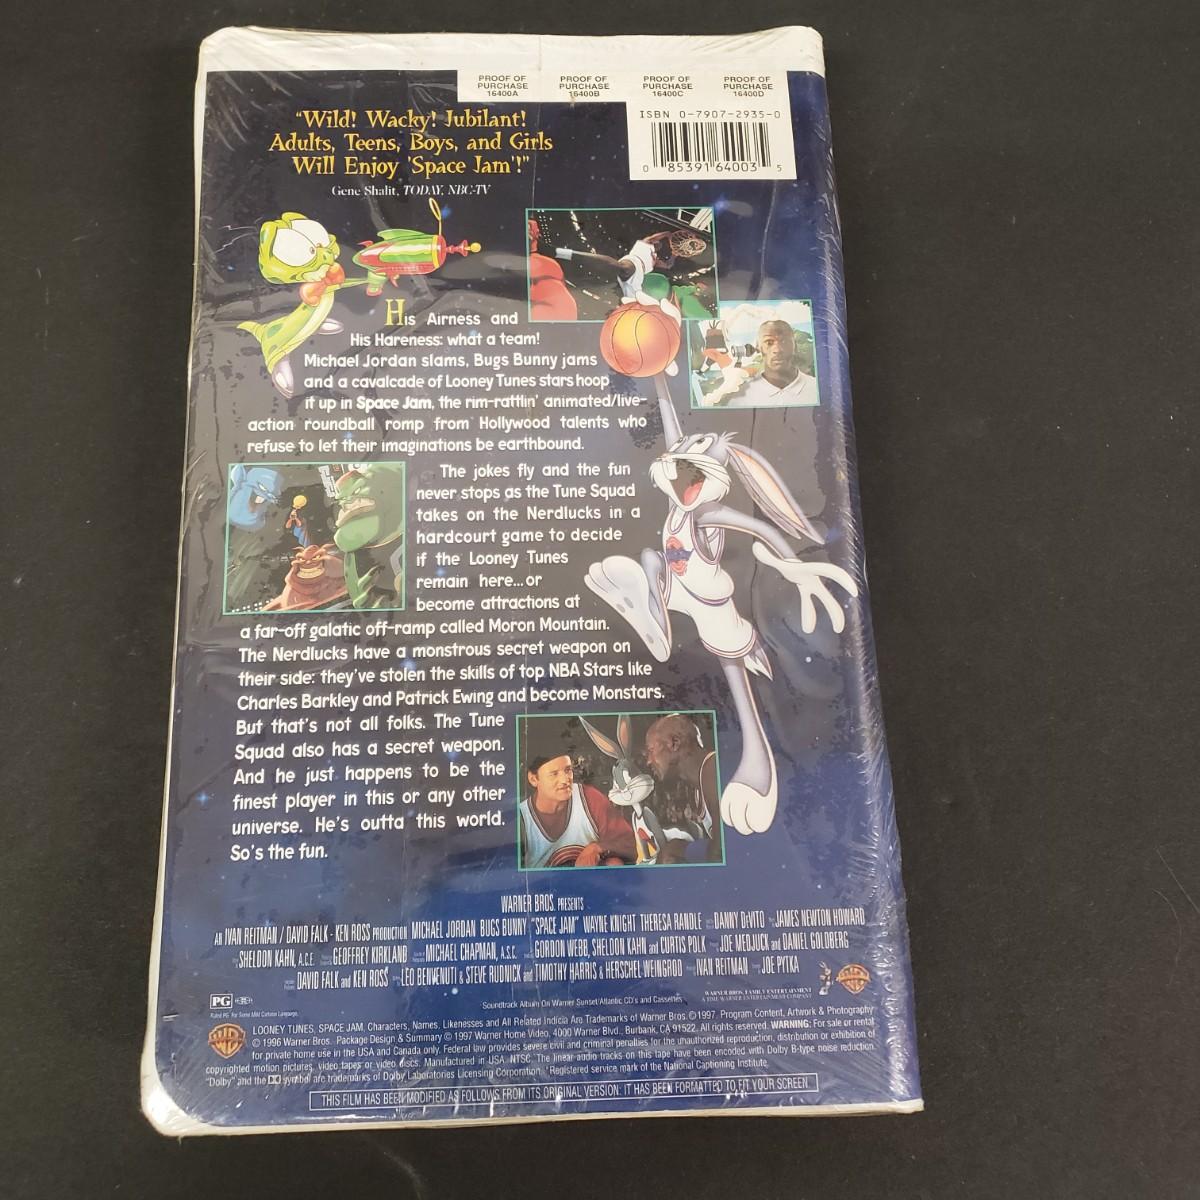 PROOF OF PURCHASE 16400A
PROOF OF PURCHASE 16400B
PROOF OF PURCHASE 16400C
PROOF OF PURCHASE 16400D
ISBN 0-7907-2935-0
0 85391 64003 5
"Wild! Wacky! Jubilant!
Adults, Teens, Boys, and Girls
Will Enjoy 'Space Jam'!"
Gene Shalit, TODAY, NBC-TV
His Airness and
His Hareness: what a team!
Michael Jordan slams, Bugs Bunny jams
and a cavalcade of Looney Tunes stars hoop
it up in Space Jam, the rim-rattlin' animated/live-
action roundball romp from Hollywood talents who
refuse to let their imaginations be earthbound.
The jokes fly and the fun
never stops as the Tune Squad
takes on the Nerdlucks in a
hardcourt game to decide
if the Looney Tunes
remain here...or
become attractions at
a far-off galatic off-ramp called Moron Mountain.
The Nerdlucks have a monstrous secret weapon on
their side: they've stolen the skills of top NBA Stars like
Charles Barkley and Patrick Ewing and become Monstars.
But that's not all folks. The Tune
Squad also has a secret weapon.
And he just happens to be the
finest player in this or any other
universe. He's outta this world.
So's the fun.
WARNER BROS. PRESENTS
AN IVAN REITMAN / DAVID FALK - KEN ROSS PRODUCTION MICHAEL JORDAN BUGS BUNNY "SPACE JAM" WAYNE KNIGHT THERESA RANDLE DANNY DeVITO JAMES NEWTON HOWARD
SHELDON KAHN, A.C.E. GEOFFREY KIRKLAND MICHAEL CHAPMAN, A.S.C. GORDON WEBB, SHELDON KAHN and CURTIS POLK JOE MEDJUCK and DANIEL GOLDBERG
DAVID FALK and KEN ROSS LEO BENVENUTI & STEVE RUDNICK and TIMOTHY HARRIS & HERSCHEL WEINGROD IVAN REITMAN JOE PYTKA
PG
Rated PG For Some Mild Cartoon Language.
Soundtrack Album On Warner Sunset/Atlantic CD's and Cassettes
WARNER BROS. FAMILY ENTERTAINMENT
A TIME WARNER ENTERTAINMENT COMPANY
LOONEY TUNES, SPACE JAM, Characters, Names, Likenesses and All Related Indicia Are Trademarks of Warner Bros. ©1997. Program Content, Artwork & Photography
© 1996 Warner Bros. Package Design & Summary © 1997 Warner Home Video, 4000 Warner Blvd., Burbank, CA 91522. All rights reserved. WARNING: For sale or rental
for private home use in the USA and Canada only. Federal law provides severe civil and criminal penalties for the unauthorized reproduction, distribution or exhibition of
copyrighted motion pictures, video tapes or video discs. Manufactured in USA. NTSC. The linear audio tracks on this tape have been encoded with Dolby B-type noise reduction.
"Dolby" and the symbol are trademarks of Dolby Laboratories Licensing Corporation. Registered service mark of the National Captioning Institute.
THIS FILM HAS BEEN MODIFIED AS FOLLOWS FROM ITS ORIGINAL VERSION: IT HAS BEEN FORMATTED TO FIT YOUR SCREEN.